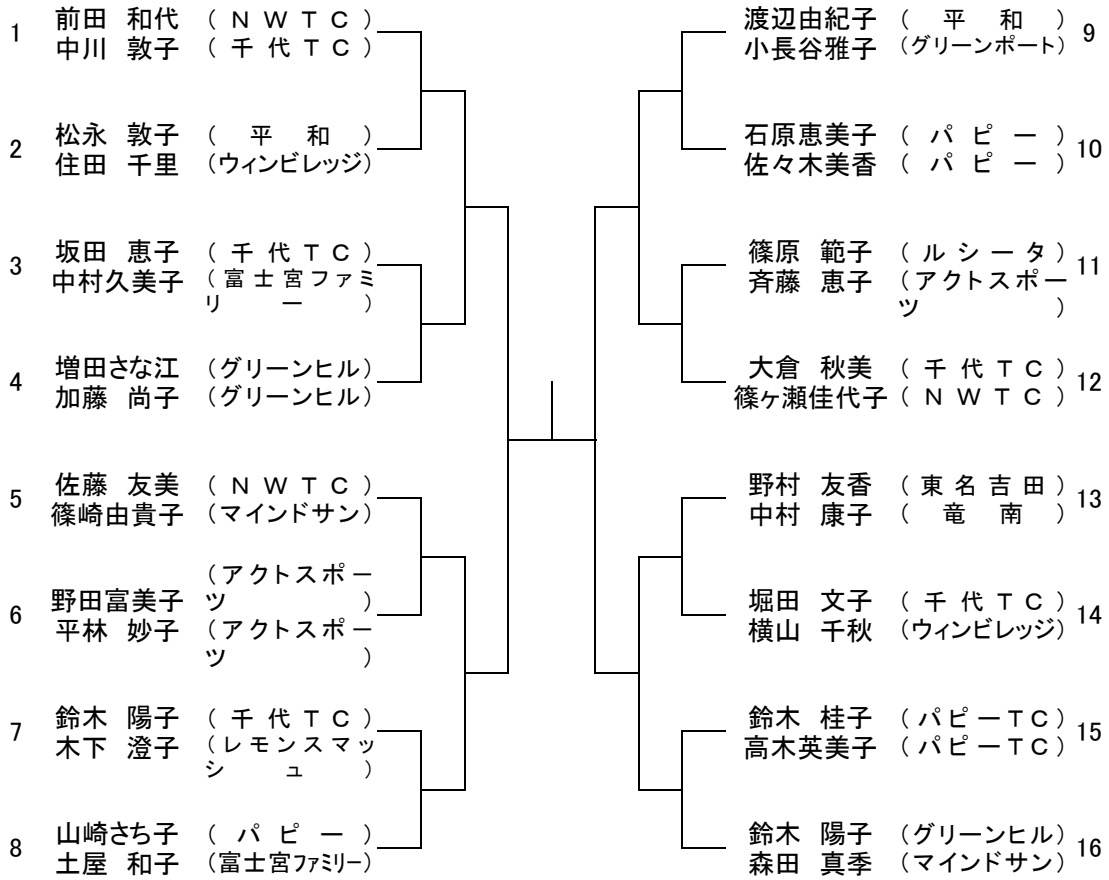 1 前田 和代 (NWTC)
中川 敦子 (千代TC)
2 松永 敦子 (平和)
住田 千里 (ウィンビレッジ)
3 坂田 恵子 (千代TC)
中村久美子 (富士宮ファミ
リー)
4 増田さな江 (グリーンヒル)
加藤 尚子 (グリーンヒル)
5 佐藤 友美 (NWTC)
篠崎由貴子 (マインドサン)
(アクトスポー
6 野田富美子 ツ)
平林 妙子 (アクトスポー
ツ)
7 鈴木 陽子 (千代TC)
木下 澄子 (レモンスマッ
シュ)
8 山崎さち子 (パピー)
土屋 和子 (富士宮ファミリー)
渡辺由紀子 (平和) 9
小長谷雅子 (グリーンポート)
石原恵美子 (パピー) 10
佐々木美香 (パピー)
篠原 範子 (ルシータ) 11
斉藤 恵子 (アクトスポー
ツ)
大倉 秋美 (千代TC) 12
篠ヶ瀬佳代子 (NWTC)
野村 友香 (東名吉田) 13
中村 康子 (竜南)
堀田 文子 (千代TC) 14
横山 千秋 (ウィンビレッジ)
鈴木 桂子 (パピーTC) 15
高木英美子 (パピーTC)
鈴木 陽子 (グリーンヒル) 16
森田 真季 (マインドサン)